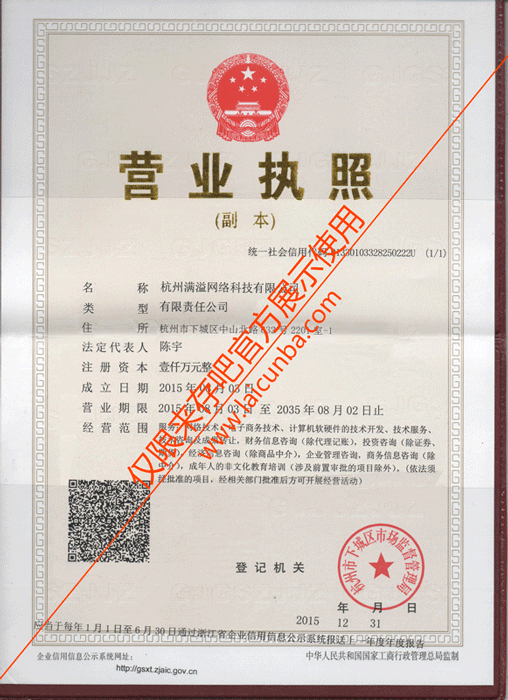 营业执照
(副本)
统一社会信用代码 91330103328250222U (1/1)
名 称 杭州满溢网络科技有限公司
类 型 有限责任公司
住 所 杭州市下城区中山北路632号2201室-1
法定代表人 陈宇
注册资本 壹仟万元整
成立日期 2015年08月03日
营业期限 2015年08月03日 至 2035年08月02日止
经营范围 服务:网络技术、电子商务技术、计算机软硬件的技术开发、技术服务、
技术咨询及成果转让,财务信息咨询(除代理记账),投资咨询(除证券、
期货),经济信息咨询(除商品中介),企业管理咨询,商务信息咨询(除
中介),成年人的非文化教育培训(涉及前置审批的项目除外)。(依法须
经批准的项目,经相关部门批准后方可开展经营活动)
仅限来存吧官方展示使用
www.laicunba.com
登记机关
杭州市下城区市场监督管理局
2015 年 12 月 31 日
应当于每年1月1日至6月30日通过浙江省企业信用信息公示系统报送上一年度年度报告
企业信用信息公示系统网址:
http://gsxt.zjaic.gov.cn
中华人民共和国国家工商行政管理总局监制